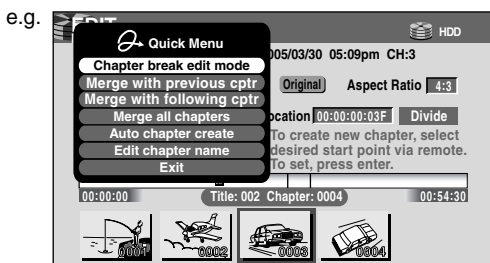 e.g.
EDIT
HDD
Quick Menu
005/03/30 05:09pm CH:3
Chapter break edit mode
Merge with previous cptr
Original Aspect Ratio 4:3
Merge with following cptr
Merge all chapters
ocation 00:00:00:03F Divide
Auto chapter create
To create new chapter, select
Edit chapter name
desired start point via remote.
Exit
To set, press enter.
00:00:00 Title: 002 Chapter: 0004 00:54:30
0001 0002 0003 0004